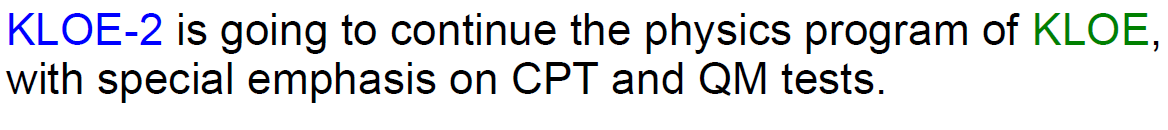 KLOE-2 is going to continue the physics program of KLOE,
with special emphasis on CPT and QM tests.